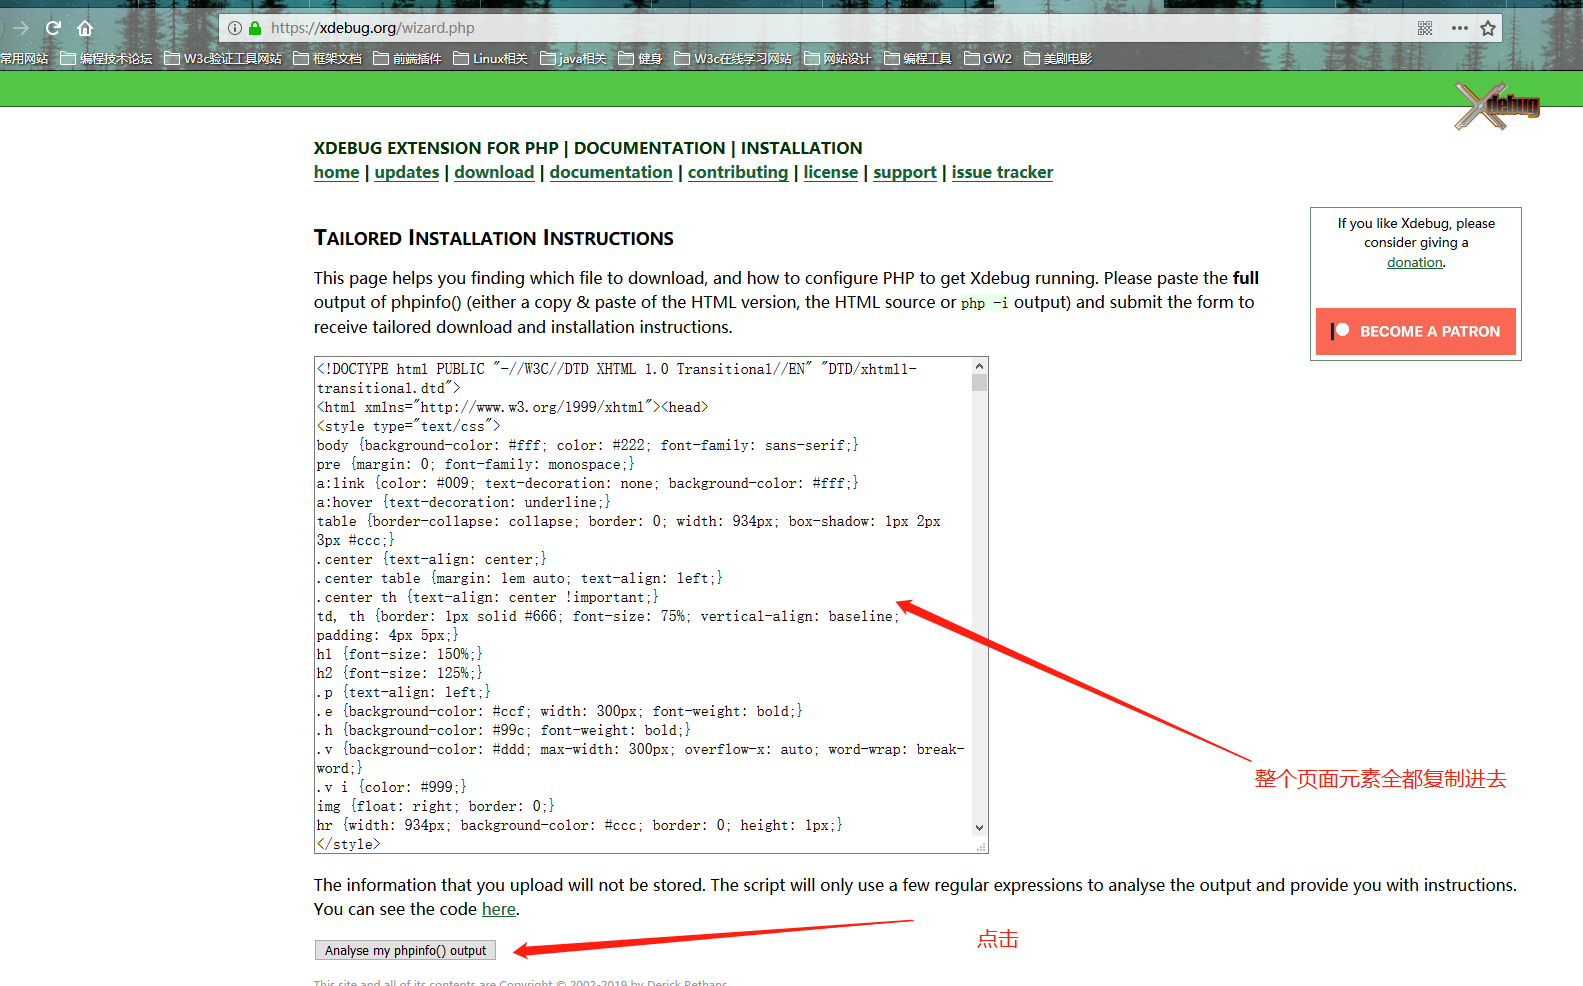 https://xdebug.org/wizard.php
常用网站 编程技术论坛 W3c验证工具网站 框架文档 前端插件 Linux相关 java相关 健身 W3c在线学习网站 网站设计 编程工具 GW2 美剧电影
Xdebug
XDEBUG EXTENSION FOR PHP | DOCUMENTATION | INSTALLATION
home | updates | download | documentation | contributing | license | support | issue tracker
If you like Xdebug, please
consider giving a
donation.
BECOME A PATRON
TAILORED INSTALLATION INSTRUCTIONS
This page helps you finding which file to download, and how to configure PHP to get Xdebug running. Please paste the full
output of phpinfo() (either a copy & paste of the HTML version, the HTML source or php -i output) and submit the form to
receive tailored download and installation instructions.
<!DOCTYPE html PUBLIC "-//W3C//DTD XHTML 1.0 Transitional//EN" "DTD/xhtml1-
transitional.dtd">
<html xmlns="http://www.w3.org/1999/xhtml"><head>
<style type="text/css">
body {background-color: #fff; color: #222; font-family: sans-serif;}
pre {margin: 0; font-family: monospace;}
a:link {color: #009; text-decoration: none; background-color: #fff;}
a:hover {text-decoration: underline;}
table {border-collapse: collapse; border: 0; width: 934px; box-shadow: 1px 2px
3px #ccc;}
.center {text-align: center;}
.center table {margin: 1em auto; text-align: left;}
.center th {text-align: center !important;}
td, th {border: 1px solid #666; font-size: 75%; vertical-align: baseline;
padding: 4px 5px;}
h1 {font-size: 150%;}
h2 {font-size: 125%;}
.p {text-align: left;}
.e {background-color: #ccf; width: 300px; font-weight: bold;}
.h {background-color: #99c; font-weight: bold;}
.v {background-color: #ddd; max-width: 300px; overflow-x: auto; word-wrap: break-
word;}
.v i {color: #999;}
img {float: right; border: 0;}
hr {width: 934px; background-color: #ccc; border: 0; height: 1px;}
</style>
整个页面元素全都复制进去
The information that you upload will not be stored. The script will only use a few regular expressions to analyse the output and provide you with instructions.
You can see the code here.
点击
Analyse my phpinfo() output
This site and all of its contents are Copyright © 2002-2019 by Derick Rethans